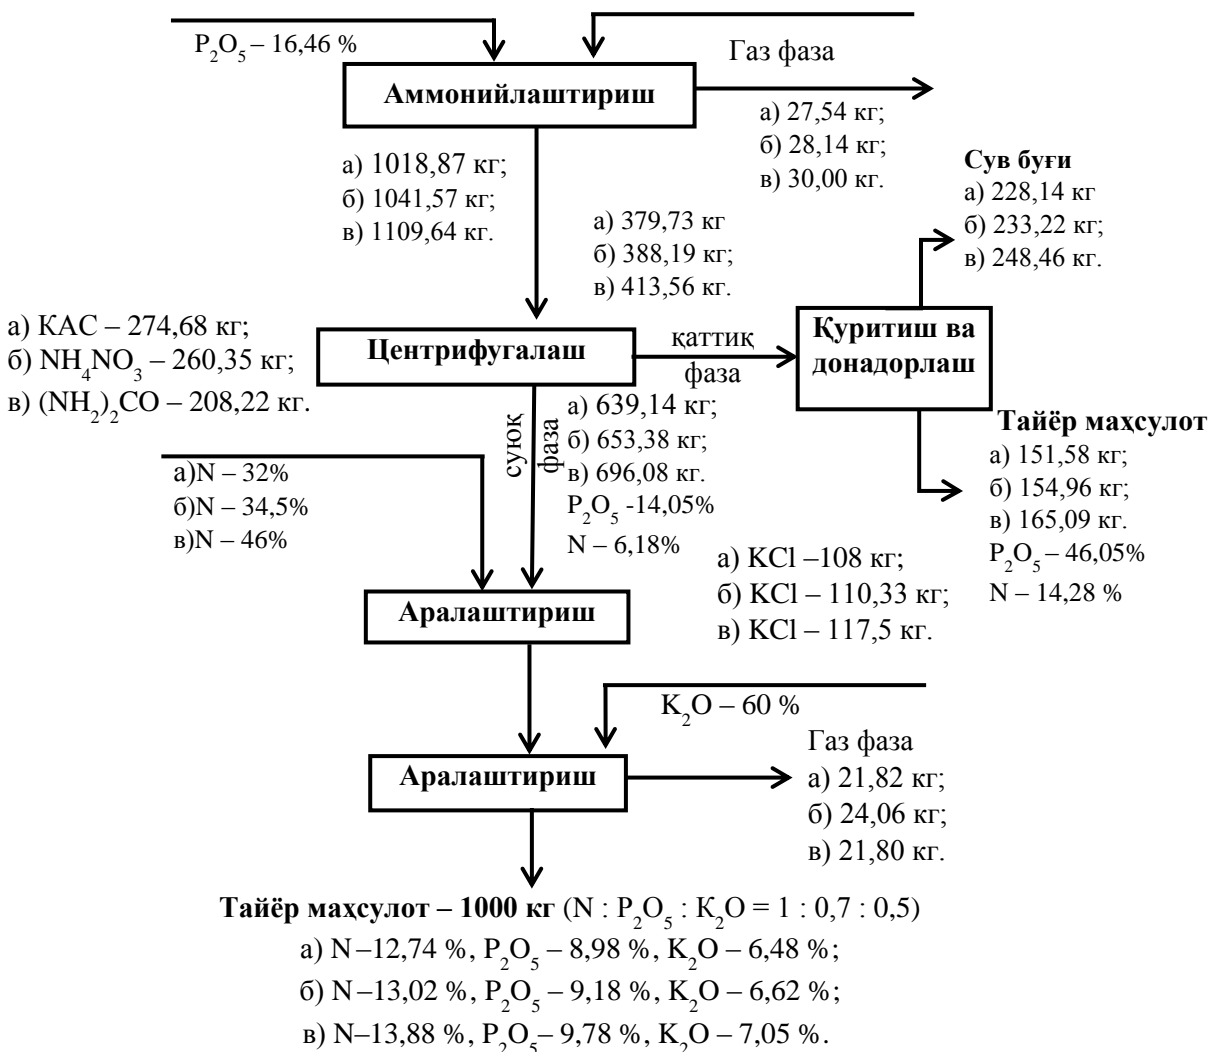 P2O5 – 16,46 %
Газ фаза
Аммонийлаштириш
а) 27,54 кг;
б) 28,14 кг;
в) 30,00 кг.
а) 1018,87 кг;
б) 1041,57 кг;
в) 1109,64 кг.
Сув буғи
а) 228,14 кг
б) 233,22 кг;
в) 248,46 кг.
а) 379,73 кг
б) 388,19 кг;
в) 413,56 кг.
а) КАС – 274,68 кг;
б) NH4NO3 – 260,35 кг;
в) (NH2)2CO – 208,22 кг.
Центрифугалаш
қаттиқ
фаза
Қуритиш ва
донадорлаш
суюқ
фаза
а) 639,14 кг;
б) 653,38 кг;
в) 696,08 кг.
P2O5 -14,05%
N – 6,18%
Тайёр маҳсулот
а) 151,58 кг;
б) 154,96 кг;
в) 165,09 кг.
P2O5 – 46,05%
N – 14,28 %
а)N – 32%
б)N – 34,5%
в)N – 46%
а) KCl –108 кг;
б) KCl – 110,33 кг;
в) KCl – 117,5 кг.
Аралаштириш
K2O – 60 %
Аралаштириш
Газ фаза
а) 21,82 кг;
б) 24,06 кг;
в) 21,80 кг.
Тайёр маҳсулот – 1000 кг (N : P2O5 : K2O = 1 : 0,7 : 0,5)
а) N –12,74 %, P2O5 – 8,98 %, K2O – 6,48 %;
б) N –13,02 %, P2O5 – 9,18 %, K2O – 6,62 %;
в) N–13,88 %, P2O5 – 9,78 %, K2O – 7,05 %.